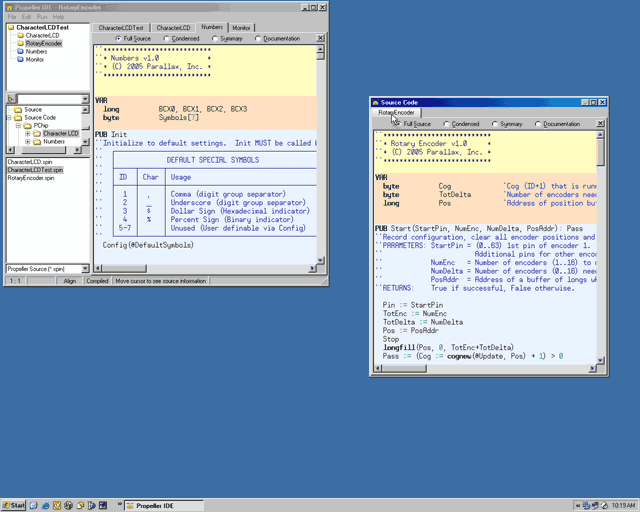 Propeller IDE - RotaryEncoder
File Edit Run Help
CharacterLCDTest
CharacterLCD
RotaryEncoder
Numbers
Monitor
Source
Source Code
PChip
Character LCD
Numbers
CharacterLCD.spin
CharacterLCDTest.spin
RotaryEncoder.spin
Propeller Source (*.spin)
1 : 1 Align Compiled Move cursor to see source information
CharacterLCDTest CharacterLCD Numbers Monitor
Full Source Condensed Summary Documentation
''****************************
''* Numbers v1.0 *
''* (C) 2005 Parallax, Inc. *
''****************************
VAR
long BCX0, BCX1, BCX2, BCX3
byte Symbols[7]
PUB Init
''Initialize to default settings. Init MUST be called b
DEFAULT SPECIAL SYMBOLS
ID Char Usage
1 , Comma (digit group separator)
2 _ Underscore (digit group separator)
3 $ Dollar Sign (Hexadecimal indicator)
4 % Percent Sign (Binary indicator)
5-7 Unused (User definable via Config)
Config(@DefaultSymbols)
Source Code
RotaryEncoder
Full Source Condensed Summary Documentation
''****************************
''* Rotary Encoder v1.0 *
''* (C) 2005 Parallax, Inc. *
''****************************
VAR
byte Cog 'Cog (ID+1) that is runn
byte TotDelta 'Number of encoders need
long Pos 'Address of position buf
PUB Start(StartPin, NumEnc, NumDelta, PosAddr): Pass
''Record configuration, clear all encoder positions and
''PARAMETERS: StartPin = (0..63) 1st pin of encoder 1.
'' Additional pins for other encod
'' NumEnc = Number of encoders (1..16) to m
'' NumDelta = Number of encoders (0..16) need
'' PosAddr = Address of a buffer of longs wh
''RETURNS: True if successful, False otherwise.
Pin := StartPin
TotEnc := NumEnc
TotDelta := NumDelta
Pos := PosAddr
Stop
longfill(Pos, 0, TotEnc+TotDelta)
Pass := (Cog := cognew(@Update, Pos) + 1) > 0
Start
Propeller IDE
10:19 AM